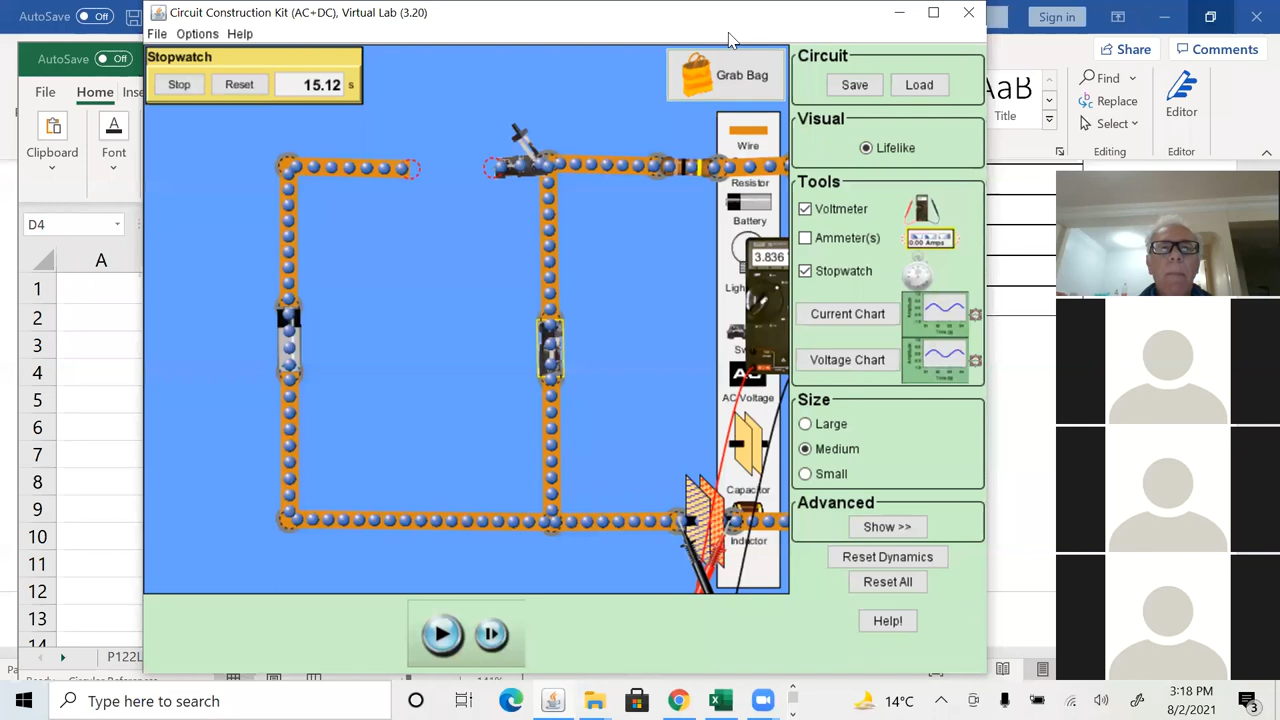 AutoSave Off
Circuit Construction Kit (AC+DC), Virtual Lab (3.20)
Sign in
File Options Help
AutoSave Off
Stopwatch
Stop Reset 15.12 s
Grab Bag
Circuit
Save Load
Visual
Lifelike
Tools
Voltmeter
Ammeter(s)
0.00 Amps
Stopwatch
Current Chart
Voltage Chart
Size
Large
Medium
Small
Advanced
Show >>
Reset Dynamics
Reset All
Help!
Wire
Resistor
Battery
3.836
AC Voltage
Capacitor
Inductor
File Home
Clipboard
Font
D4
A
1
2
3
4
5
6
7
8
9
10
11
12
13
14
Share Comments
AaB
Title
Find
Replace
Select
Editor
Editor
Type here to search
14°C
3:18 PM
8/2/2021
3